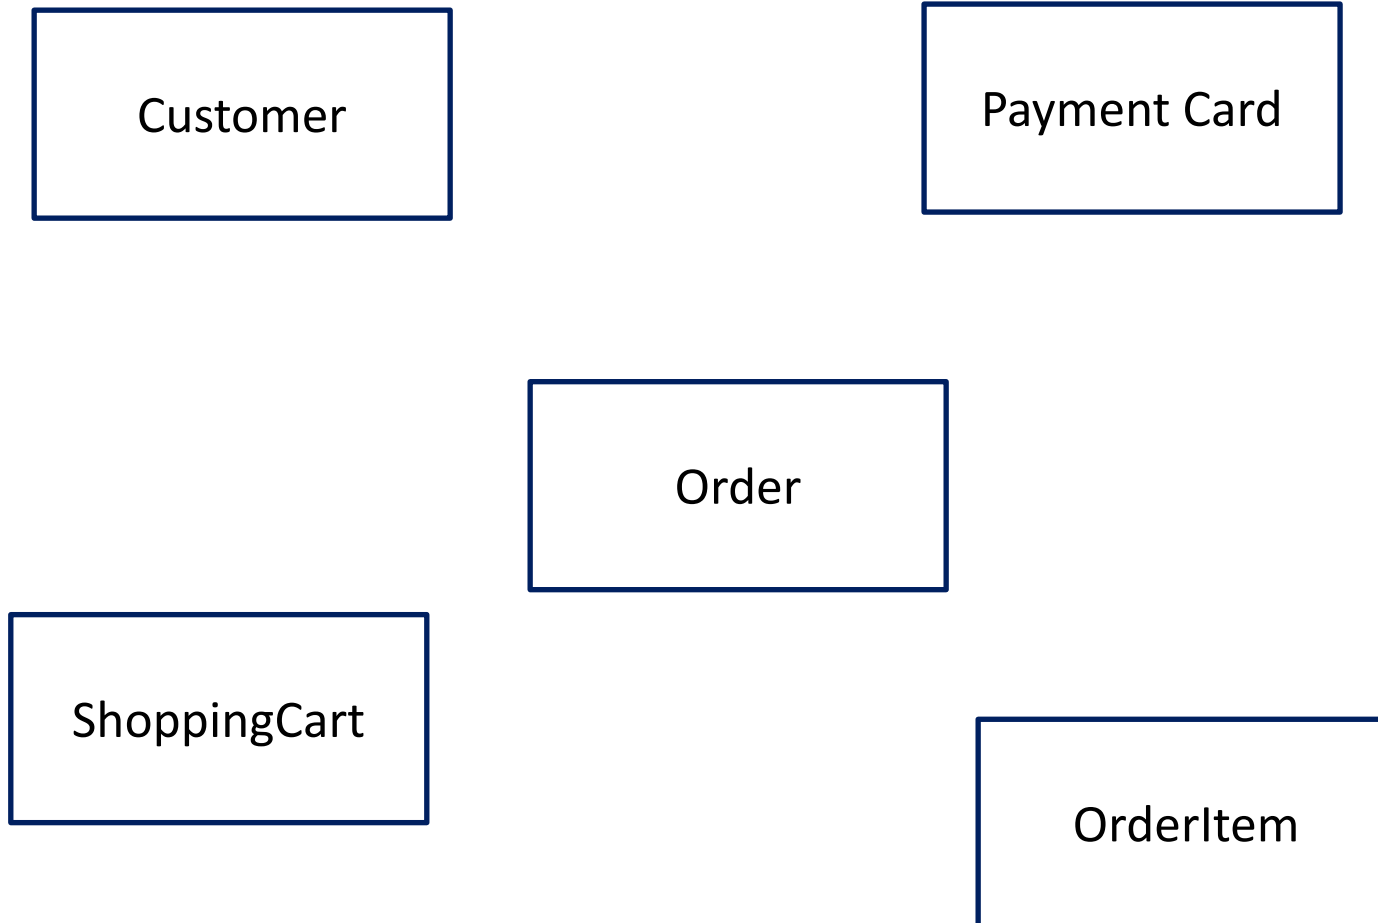 Customer
Payment Card
Order
ShoppingCart
OrderItem